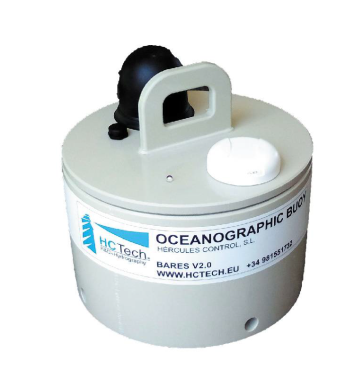 HCTech
OCEANOGRAPHIC BUOY
HERCULES CONTROL, S.L.
BARES V2.0
WWW.HCTECH.EU +34 981551732